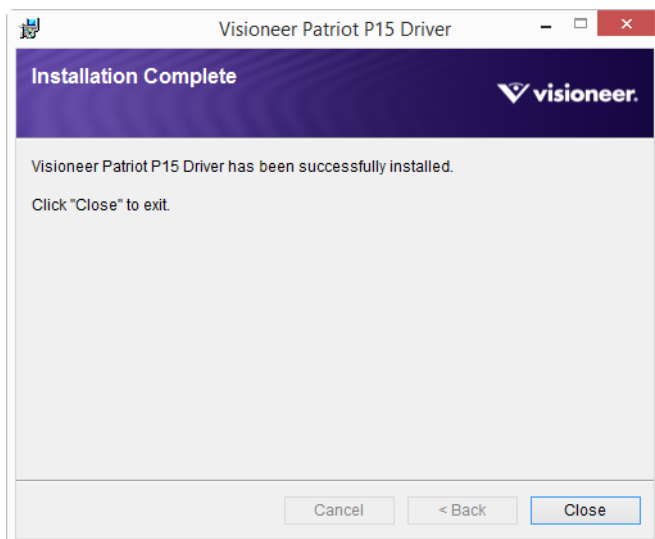 Visioneer Patriot P15 Driver
Installation Complete
visioneer.
Visioneer Patriot P15 Driver has been successfully installed.
Click "Close" to exit.
Cancel
< Back
Close